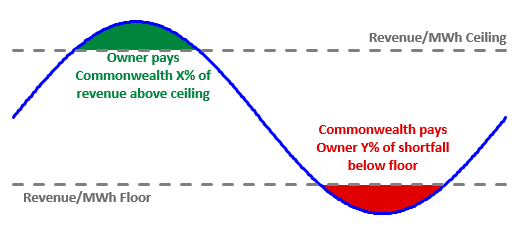 Revenue/MWh Ceiling
Owner pays
Commonwealth X% of
revenue above ceiling
Commonwealth pays
Owner Y% of shortfall
below floor
Revenue/MWh Floor